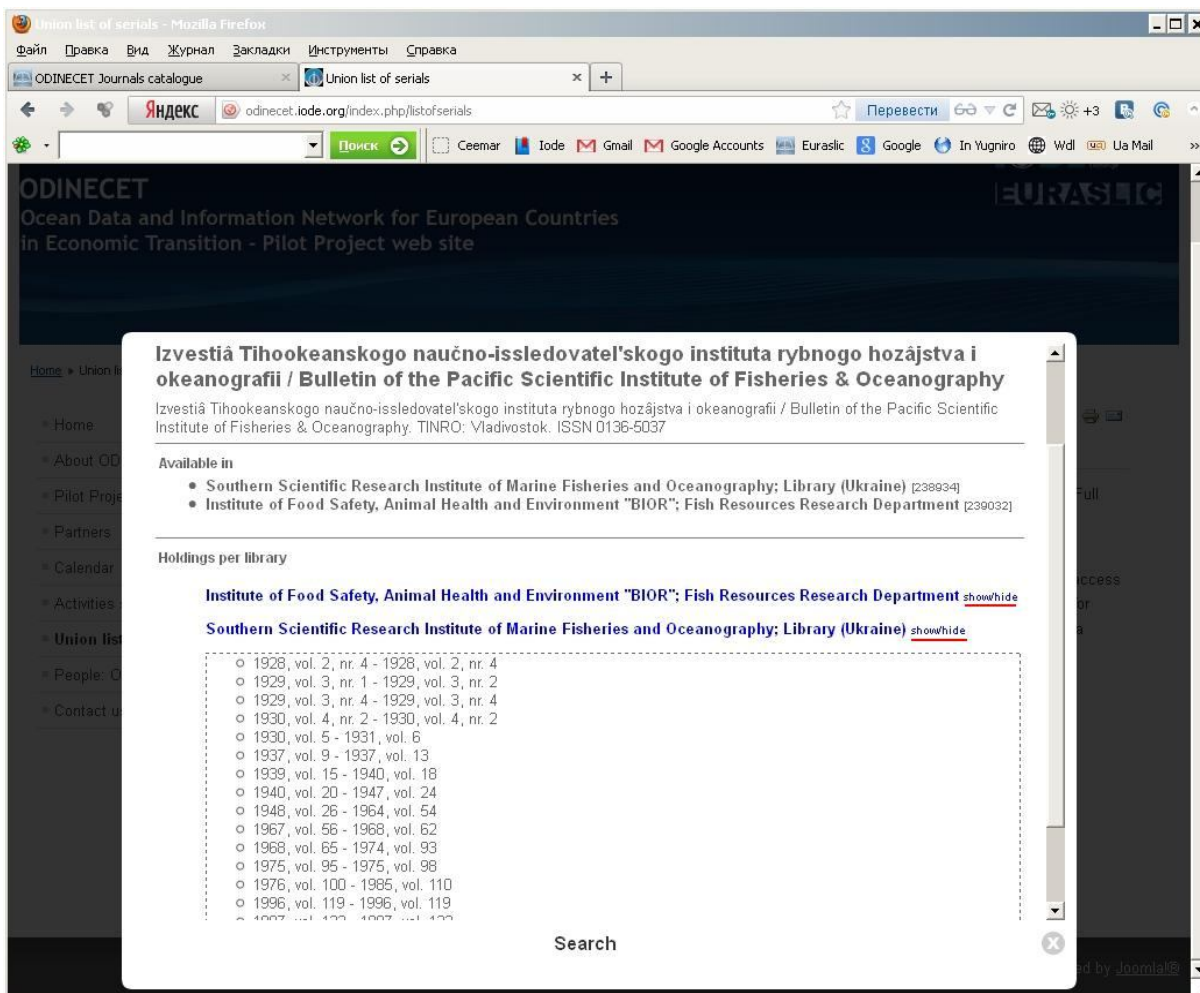 Union list of serials - Mozilla Firefox
Файл Правка Вид Журнал Закладки Инструменты Справка
ODINECET Journals catalogue × Union list of serials × +
Яндекс odinecet.iode.org/index.php/listofserials Перевести +3
Поиск Ceemar Iode Gmail Google Accounts Euraslic Google In Yugniro Wdl Ua Mail »
ODINECET
EURASLIC
Ocean Data and Information Network for European Countries
in Economic Transition - Pilot Project web site
Izvestiâ Tihookeanskogo naučno-issledovatel'skogo instituta rybnogo hozâjstva i
okeanografii / Bulletin of the Pacific Scientific Institute of Fisheries & Oceanography
Izvestiâ Tihookeanskogo naučno-issledovatel'skogo instituta rybnogo hozâjstva i okeanografii / Bulletin of the Pacific Scientific
Institute of Fisheries & Oceanography. TINRO: Vladivostok. ISSN 0136-5037
Available in
Southern Scientific Research Institute of Marine Fisheries and Oceanography; Library (Ukraine) [238934]
Institute of Food Safety, Animal Health and Environment "BIOR"; Fish Resources Research Department [239032]
Holdings per library
Institute of Food Safety, Animal Health and Environment "BIOR"; Fish Resources Research Department show/hide
Southern Scientific Research Institute of Marine Fisheries and Oceanography; Library (Ukraine) show/hide
1928, vol. 2, nr. 4 - 1928, vol. 2, nr. 4
1929, vol. 3, nr. 1 - 1929, vol. 3, nr. 2
1929, vol. 3, nr. 4 - 1929, vol. 3, nr. 4
1930, vol. 4, nr. 2 - 1930, vol. 4, nr. 2
1930, vol. 5 - 1931, vol. 6
1937, vol. 9 - 1937, vol. 13
1939, vol. 15 - 1940, vol. 18
1940, vol. 20 - 1947, vol. 24
1948, vol. 26 - 1964, vol. 54
1967, vol. 56 - 1968, vol. 62
1968, vol. 65 - 1974, vol. 93
1975, vol. 95 - 1975, vol. 98
1976, vol. 100 - 1985, vol. 110
1996, vol. 119 - 1996, vol. 119
Search
Home » Union li
Home
About OD
Pilot Proje
Partners
Calendar
Activities
Union list
People: O
Contact u
Full
access
or
a
ed by Joomla!®